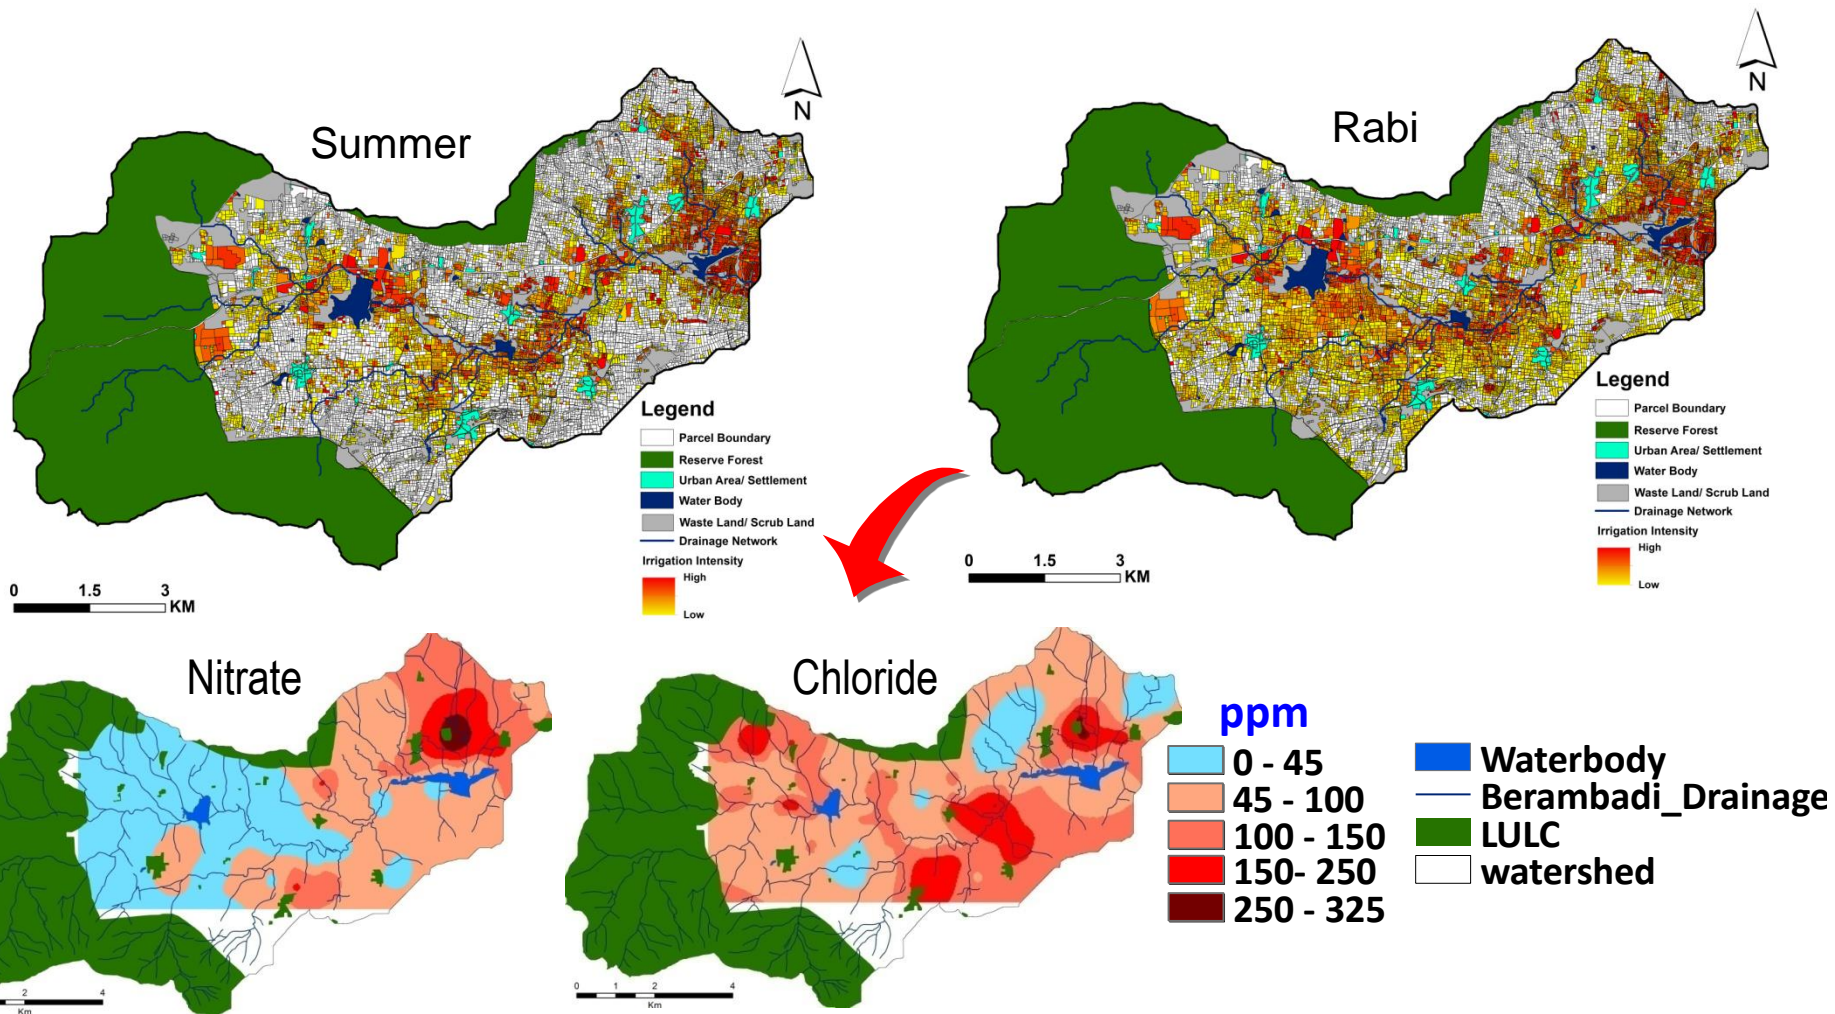 Summer
N
Legend
Parcel Boundary
Reserve Forest
Urban Area/ Settlement
Water Body
Waste Land/ Scrub Land
Drainage Network
Irrigation Intensity
High
Low
0 1.5 3
KM
Rabi
N
Legend
Parcel Boundary
Reserve Forest
Urban Area/ Settlement
Water Body
Waste Land/ Scrub Land
Drainage Network
Irrigation Intensity
High
Low
0 1.5 3
KM
Nitrate
2 4
Km
Chloride
0 1 2 4
Km
ppm
0 - 45
45 - 100
100 - 150
150- 250
250 - 325
Waterbody
Berambadi_Drainage
LULC
watershed